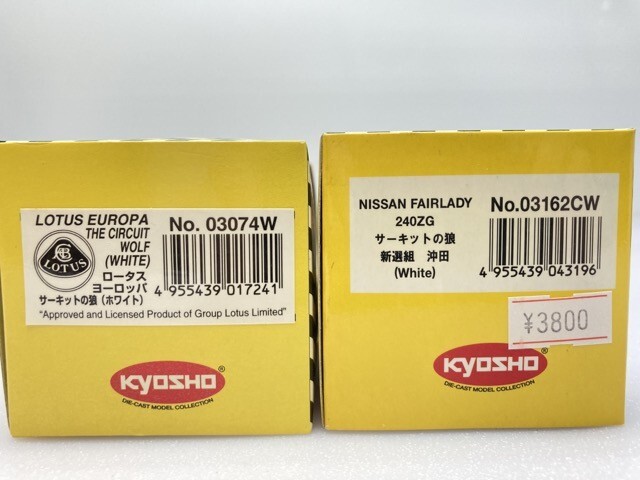 LOTUS EUROPA
THE CIRCUIT
WOLF
(WHITE)
LOTUS
ロータス
ヨーロッパ
サーキットの狼 (ホワイト)
No. 03074W
4 955439 017241
"Approved and Licensed Product of Group Lotus Limited"
KYOSHO®
DIE-CAST MODEL COLLECTION
NISSAN FAIRLADY
240ZG
サーキットの狼
新選組 沖田
(White)
No.03162CW
4 955439 043196
¥3800
KYOSHO®
DIE-CAST MODEL COLLECTION